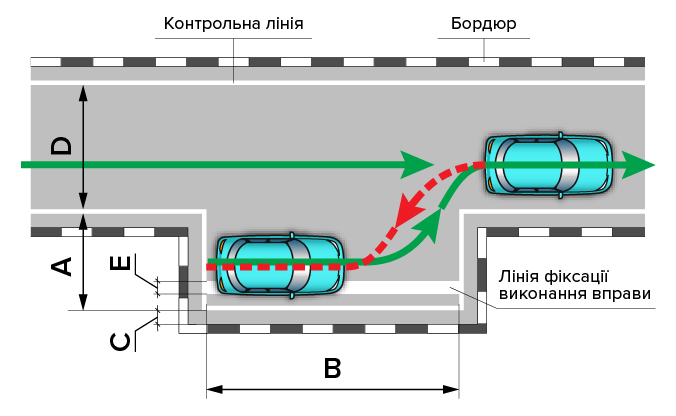 Контрольна лінія
Бордюр
D
A
E
C
B
Лінія фіксації
виконання вправи